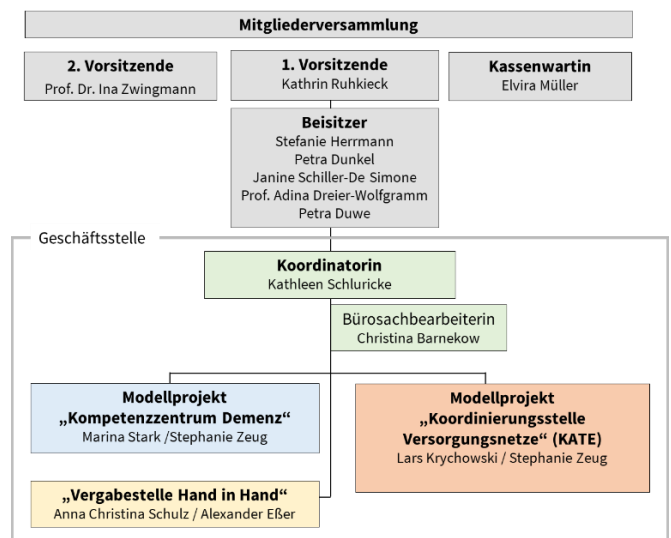 Mitgliederversammlung
2. Vorsitzende
Prof. Dr. Ina Zwingmann
1. Vorsitzende
Kathrin Ruhkieck
Kassenwartin
Elvira Müller
Beisitzer
Stefanie Herrmann
Petra Dunkel
Janine Schiller-De Simone
Prof. Adina Dreier-Wolfgramm
Petra Duwe
Geschäftsstelle
Koordinatorin
Kathleen Schluricke
Bürosachbearbeiterin
Christina Barnekow
Modellprojekt
„Kompetenzzentrum Demenz“
Marina Stark /Stephanie Zeug
Modellprojekt
„Koordinierungsstelle
Versorgungsnetze“ (KATE)
Lars Krychowski / Stephanie Zeug
„Vergabestelle Hand in Hand“
Anna Christina Schulz / Alexander Eßer